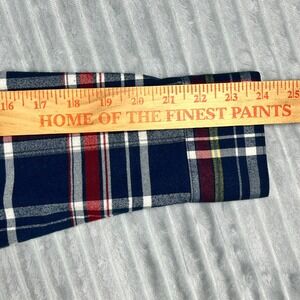 16 17 18 19 20 21 22 23 24 25
HOME OF THE FINEST PAINTS